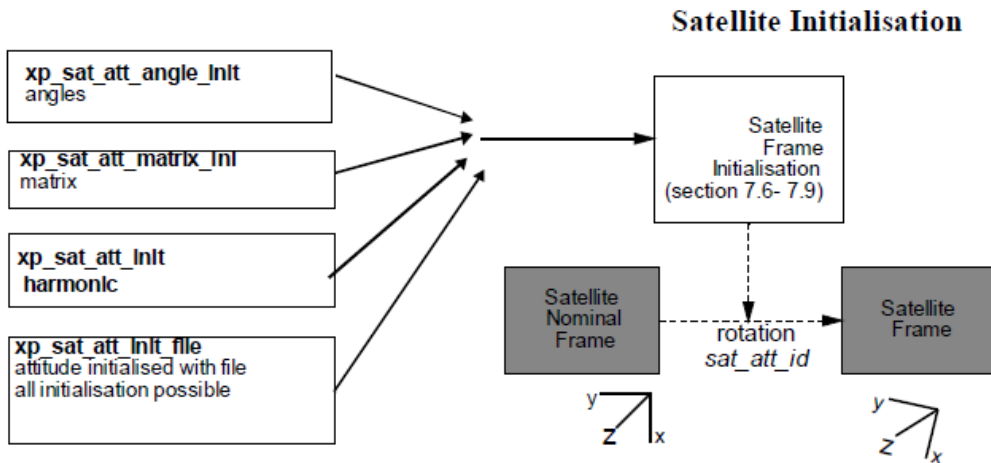 Satellite Initialisation
xp_sat_att_angle_init
angles
xp_sat_att_matrix_ini
matrix
xp_sat_att_init
harmonic
xp_sat_att_init_file
attitude initialised with file
all initialisation possible
Satellite
Frame
Initialisation
(section 7.6- 7.9)
Satellite
Nominal
Frame
rotation
sat_att_id
Satellite
Frame
y
z
x
y
z
x